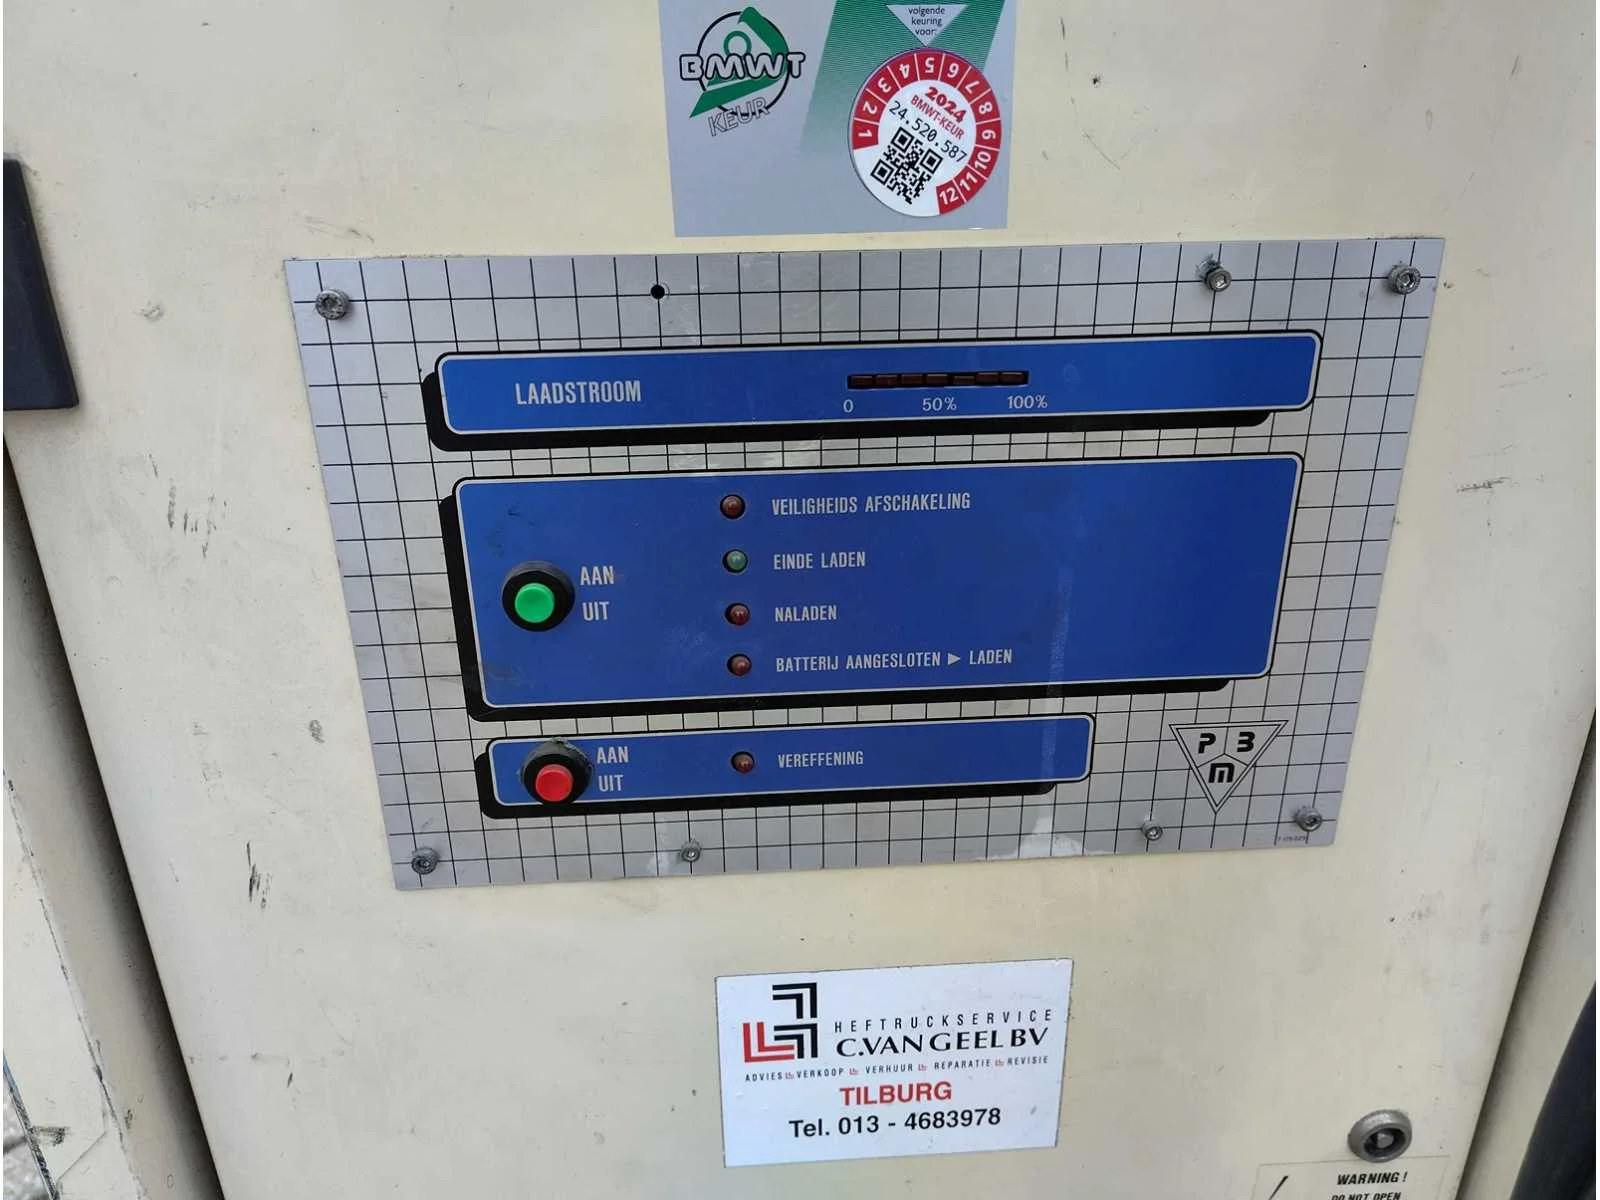 BMWT
KEUR
volgende
keuring
voor:
1 2 3 4 5 6 7 8 9 10 11 12
2024
BMWT-KEUR
24.520.587
LAADSTROOM
0 50% 100%
VEILIGHEIDS AFSCHAKELING
EINDE LADEN
AAN
UIT
NALADEN
BATTERIJ AANGESLOTEN ► LADEN
AAN
UIT
VEREFFENING
P B
M
HEFTRUCKSERVICE
C.VAN GEEL BV
ADVIES VERKOOP VERHUUR REPARATIE REVISIE
TILBURG
Tel. 013 - 4683978
WARNING!
DO NOT OPEN